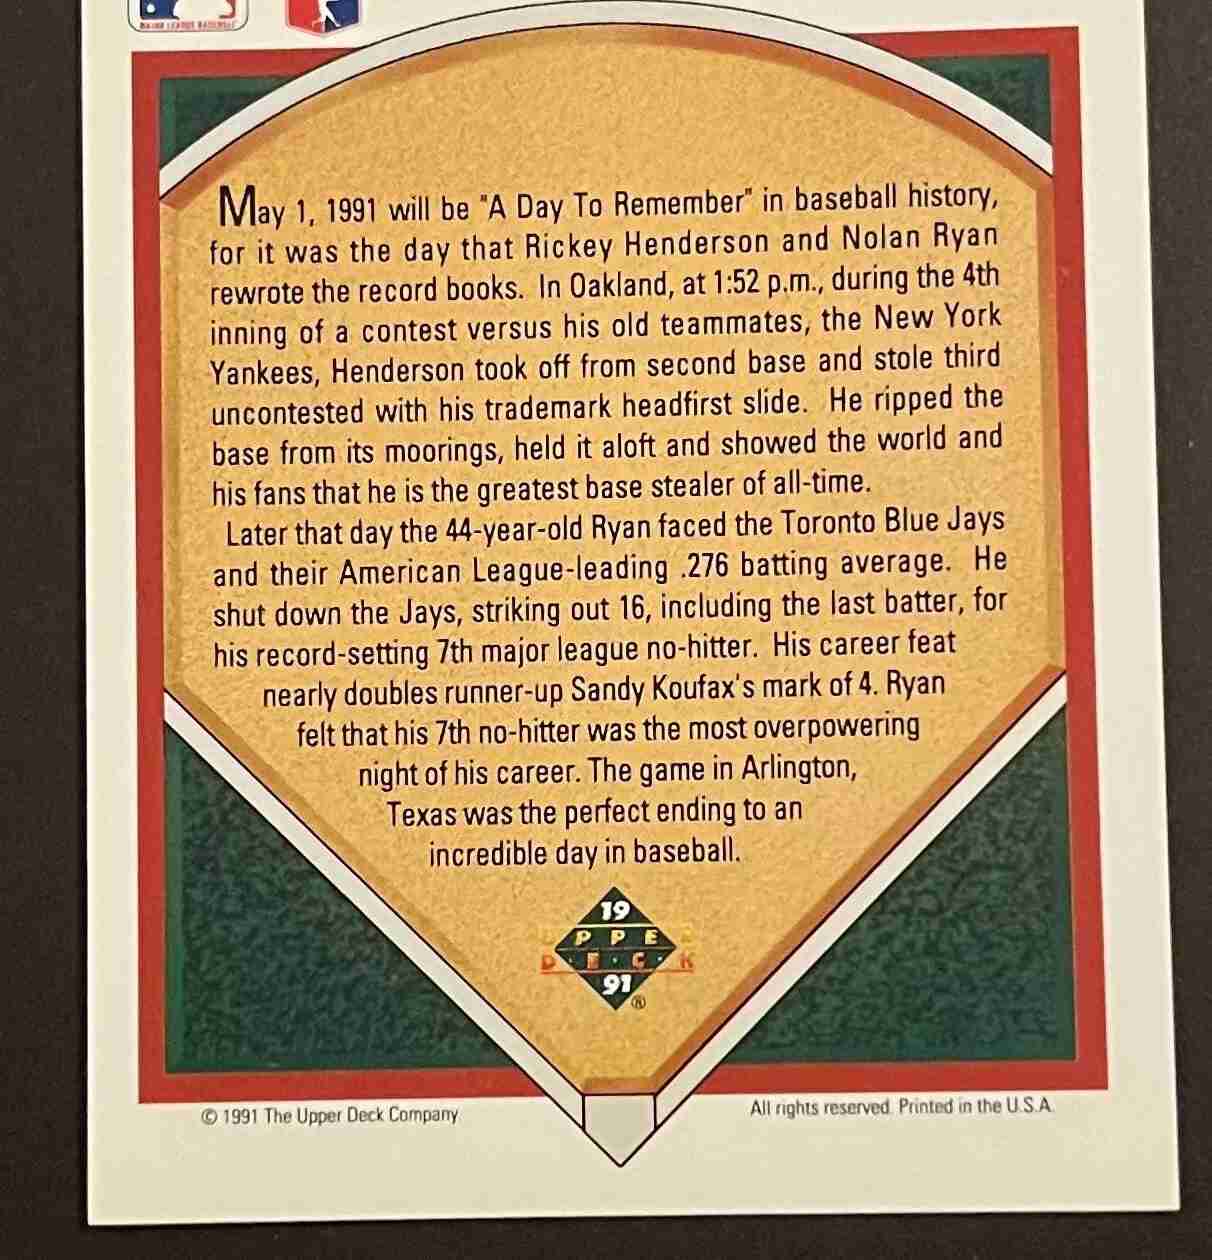 MAJOR LEAGUE BASEBALL
May 1, 1991 will be "A Day To Remember" in baseball history,
for it was the day that Rickey Henderson and Nolan Ryan
rewrote the record books. In Oakland, at 1:52 p.m., during the 4th
inning of a contest versus his old teammates, the New York
Yankees, Henderson took off from second base and stole third
uncontested with his trademark headfirst slide. He ripped the
base from its moorings, held it aloft and showed the world and
his fans that he is the greatest base stealer of all-time.
Later that day the 44-year-old Ryan faced the Toronto Blue Jays
and their American League-leading .276 batting average. He
shut down the Jays, striking out 16, including the last batter, for
his record-setting 7th major league no-hitter. His career feat
nearly doubles runner-up Sandy Koufax's mark of 4. Ryan
felt that his 7th no-hitter was the most overpowering
night of his career. The game in Arlington,
Texas was the perfect ending to an
incredible day in baseball.
19
UPPER
D·E·C·K
91
®
© 1991 The Upper Deck Company. All rights reserved. Printed in the U.S.A.